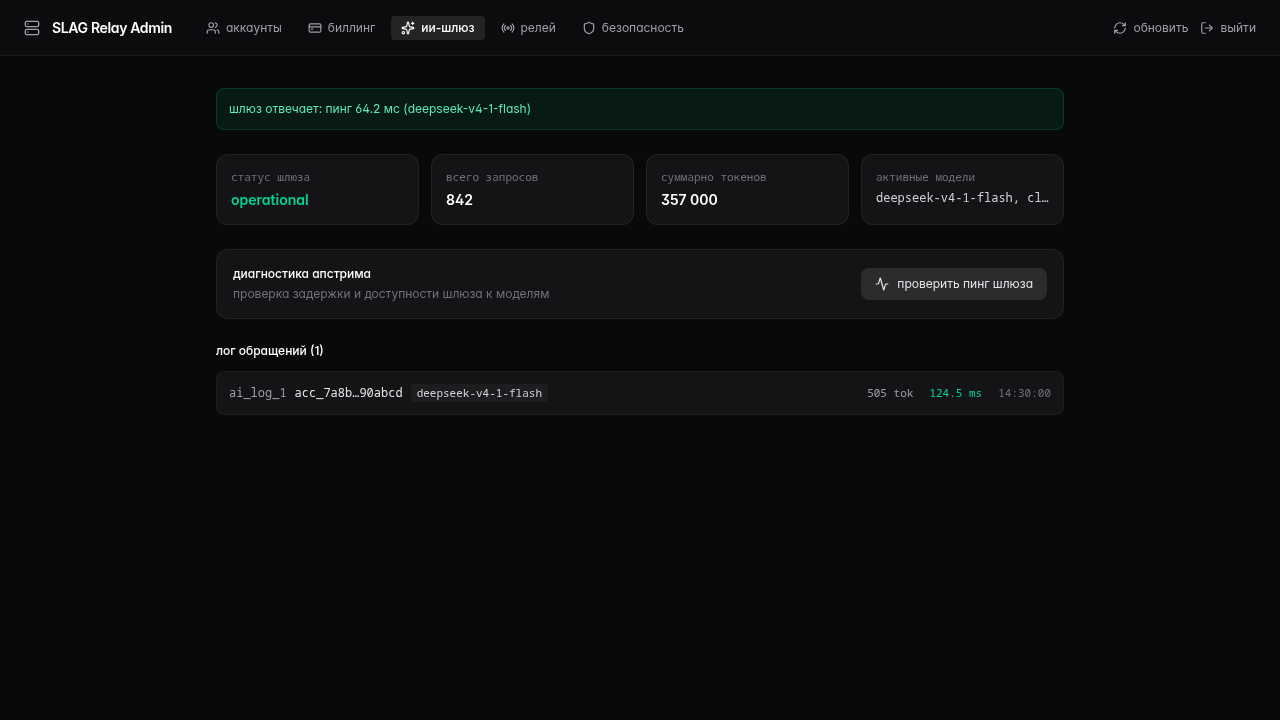 SLAG Relay Admin аккаунты биллинг ии-шлюз релей безопасность обновить выйти
шлюз отвечает: пинг 64.2 мс (deepseek-v4-1-flash)
статус шлюза всего запросов суммарно токенов активные модели
operational 842 357 000 deepseek-v4-1-flash, cl…
диагностика апстрима
проверка задержки и доступности шлюза к моделям
проверить пинг шлюза
лог обращений (1)
ai_log_1 acc_7a8b…90abcd deepseek-v4-1-flash 505 tok 124.5 ms 14:30:00